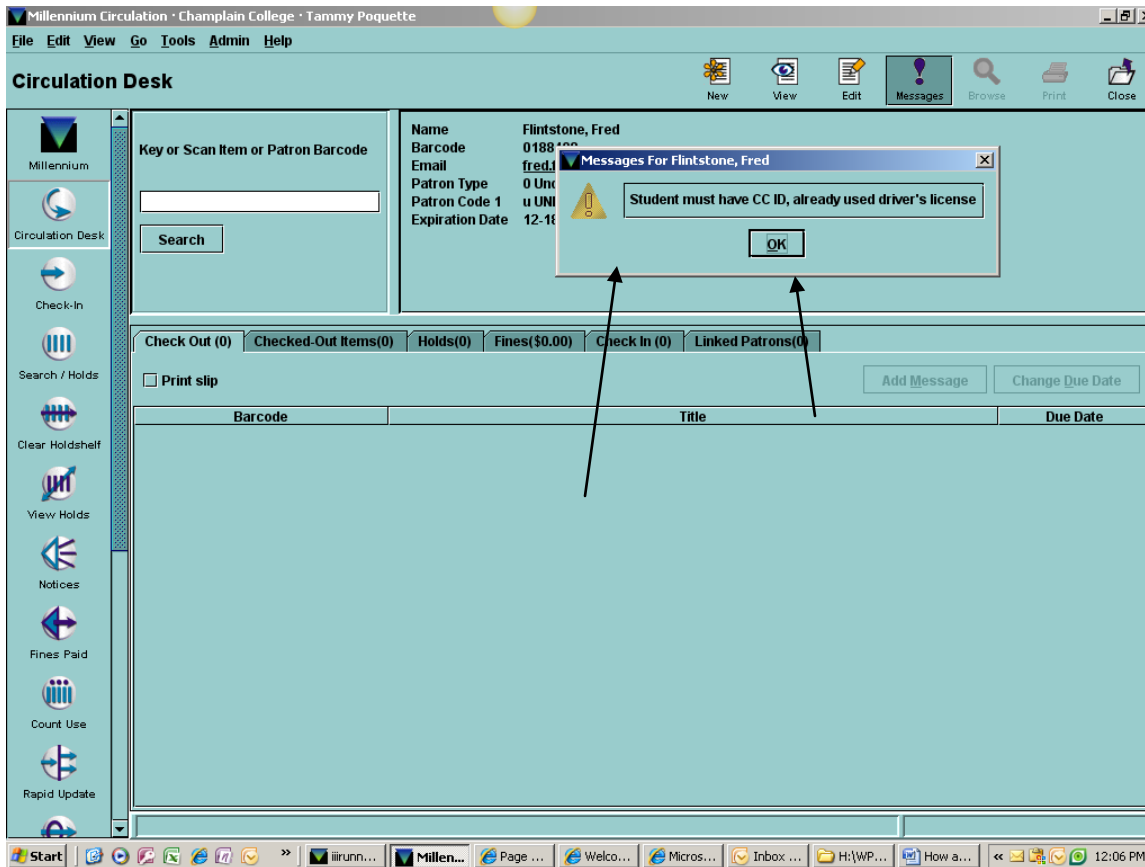 Millennium Circulation · Champlain College · Tammy Poquette
File Edit View Go Tools Admin Help
Circulation Desk
New View Edit Messages Browse Print Close
Millennium
Circulation Desk
Check-In
Search / Holds
Clear Holdshelf
View Holds
Notices
Fines Paid
Count Use
Rapid Update
Key or Scan Item or Patron Barcode
Search
Name Flintstone, Fred
Barcode
Email
Patron Type 0
Patron Code 1 u
Expiration Date
Messages For Flintstone, Fred
Student must have CC ID, already used driver's license
OK
Check Out (0) Checked-Out Items(0) Holds(0) Fines($0.00) Check In (0) Linked Patrons(0)
Print slip
Add Message Change Due Date
Barcode Title Due Date
Start » iiirunn... Millen... Page ... Welco... Micros... Inbox ... H:\WP... How a... « 12:06 PM